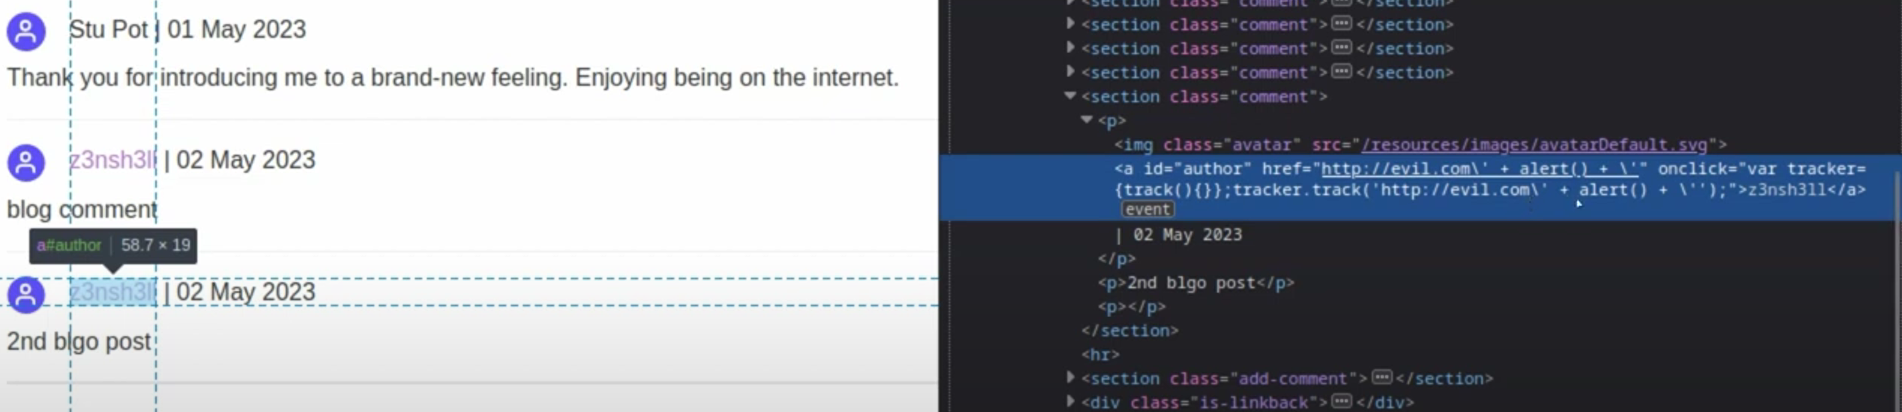 Stu Pot | 01 May 2023
Thank you for introducing me to a brand-new feeling. Enjoying being on the internet.
z3nsh3ll | 02 May 2023
blog comment
a#author | 58.7 × 19
z3nsh3ll | 02 May 2023
2nd blgo post
<section class="comment">⋯</section>
<section class="comment">⋯</section>
<section class="comment">⋯</section>
<section class="comment">⋯</section>
<section class="comment">
<p>
<img class="avatar" src="/resources/images/avatarDefault.svg">
<a id="author" href="http://evil.com\' + alert() + \'" onclick="var tracker=
{track(){}};tracker.track('http://evil.com\' + alert() + \'');">z3nsh3ll</a>
event
| 02 May 2023
</p>
<p>2nd blgo post</p>
<p></p>
</section>
<hr>
<section class="add-comment">⋯</section>
<div class="is-linkback">⋯</div>